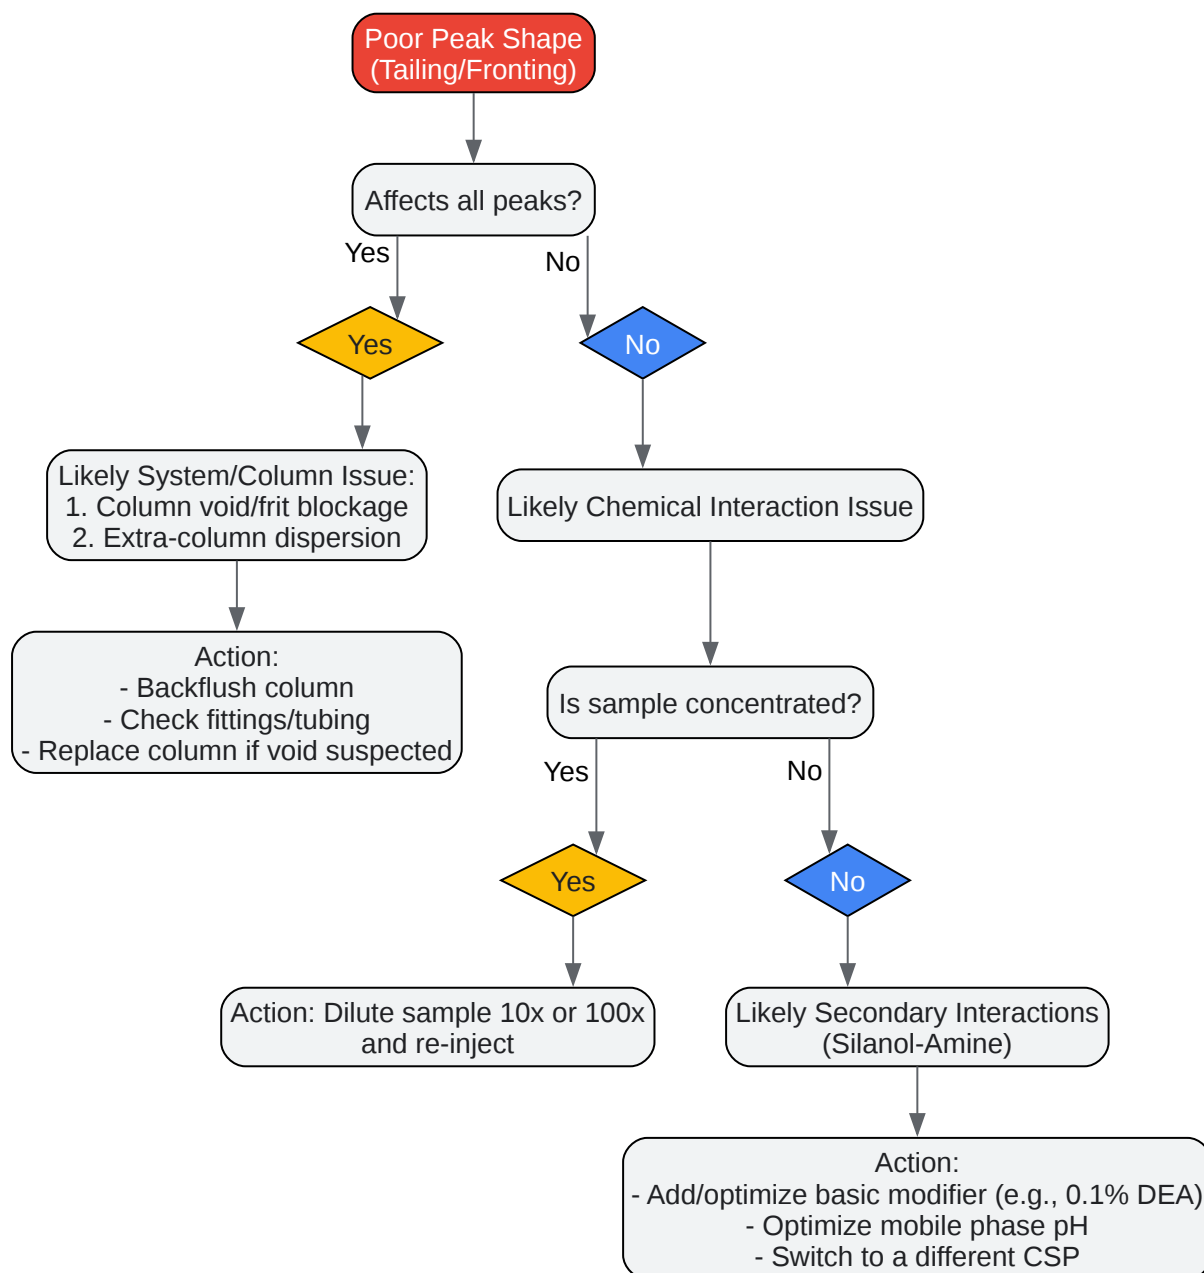 Poor Peak Shape
(Tailing/Fronting)
Affects all peaks?
Yes
No
Yes
No
Likely System/Column Issue:
1. Column void/frit blockage
2. Extra-column dispersion
Likely Chemical Interaction Issue
Action:
- Backflush column
- Check fittings/tubing
- Replace column if void suspected
Is sample concentrated?
Yes
No
Yes
No
Action: Dilute sample 10x or 100x
and re-inject
Likely Secondary Interactions
(Silanol-Amine)
Action:
- Add/optimize basic modifier (e.g., 0.1% DEA)
- Optimize mobile phase pH
- Switch to a different CSP